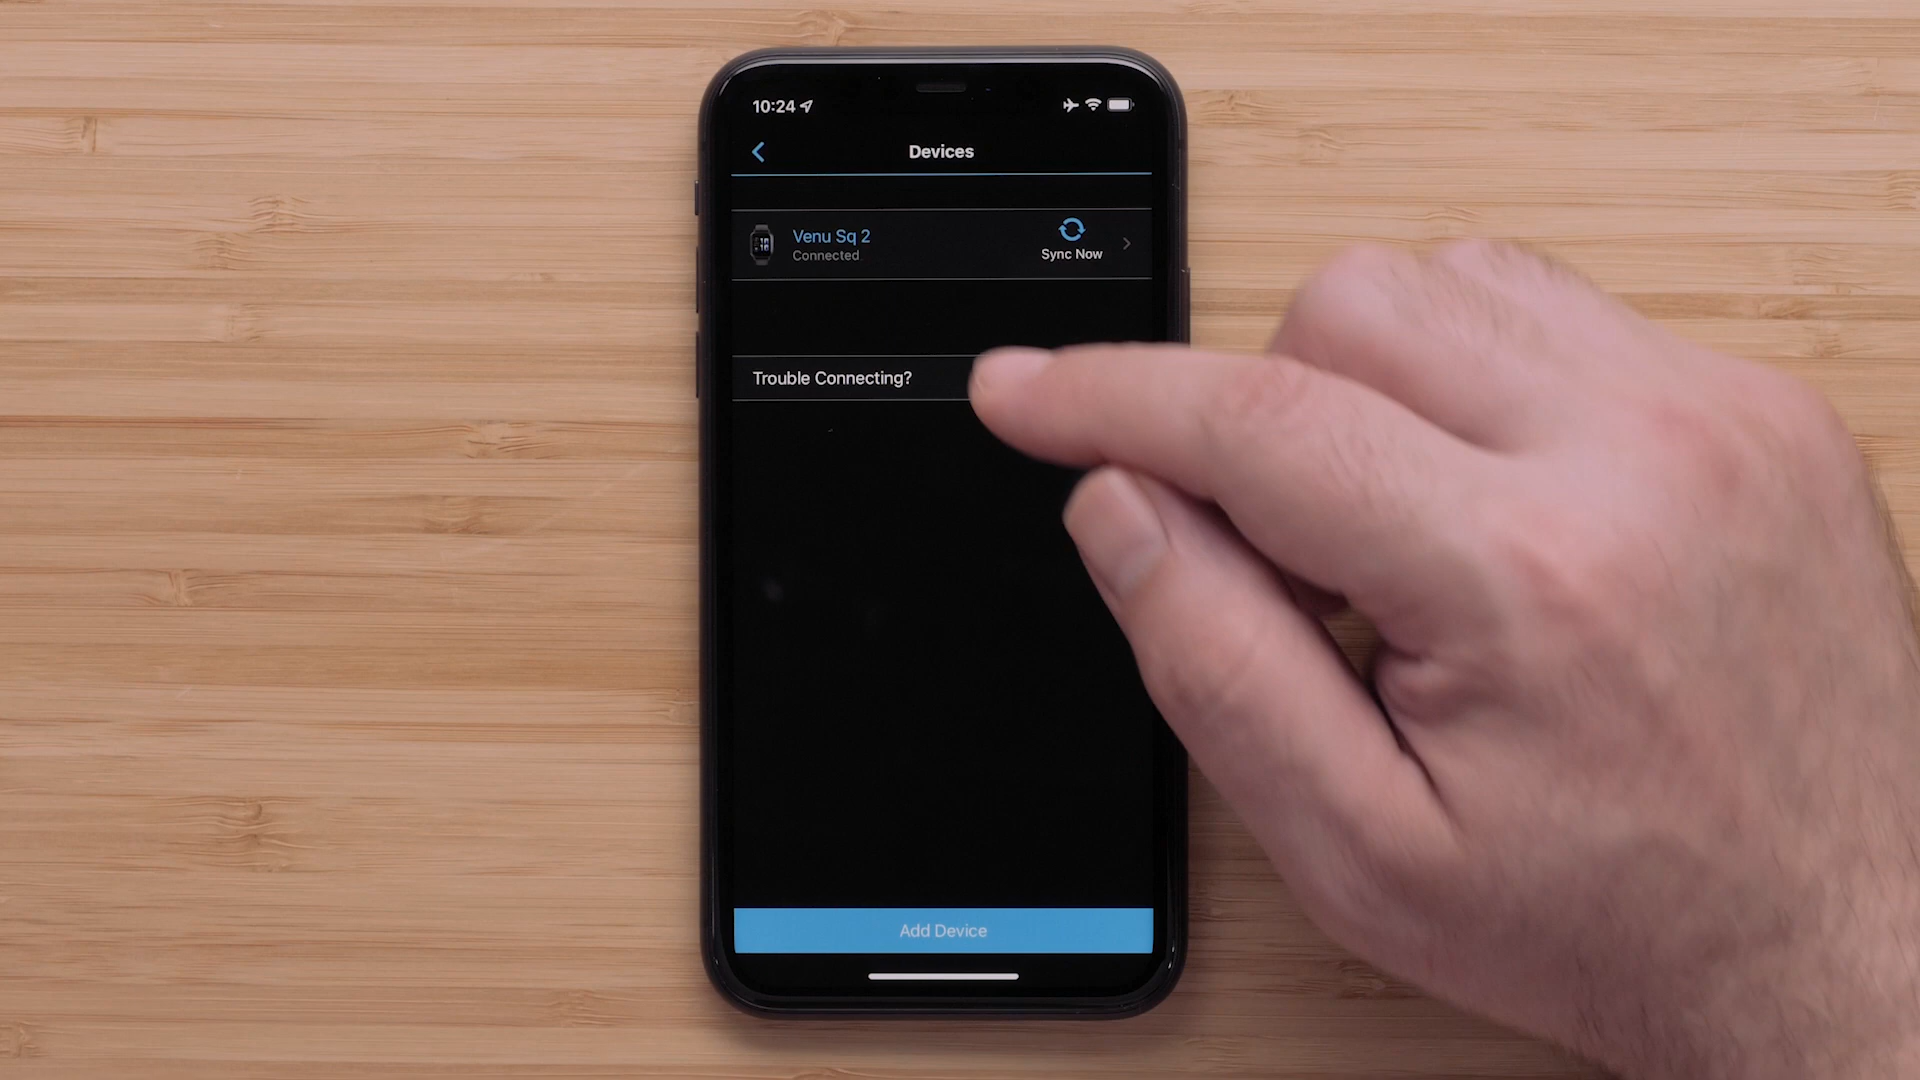 10:24
Devices
Venu Sq 2
Connected
Sync Now
Trouble Connecting?
Add Device